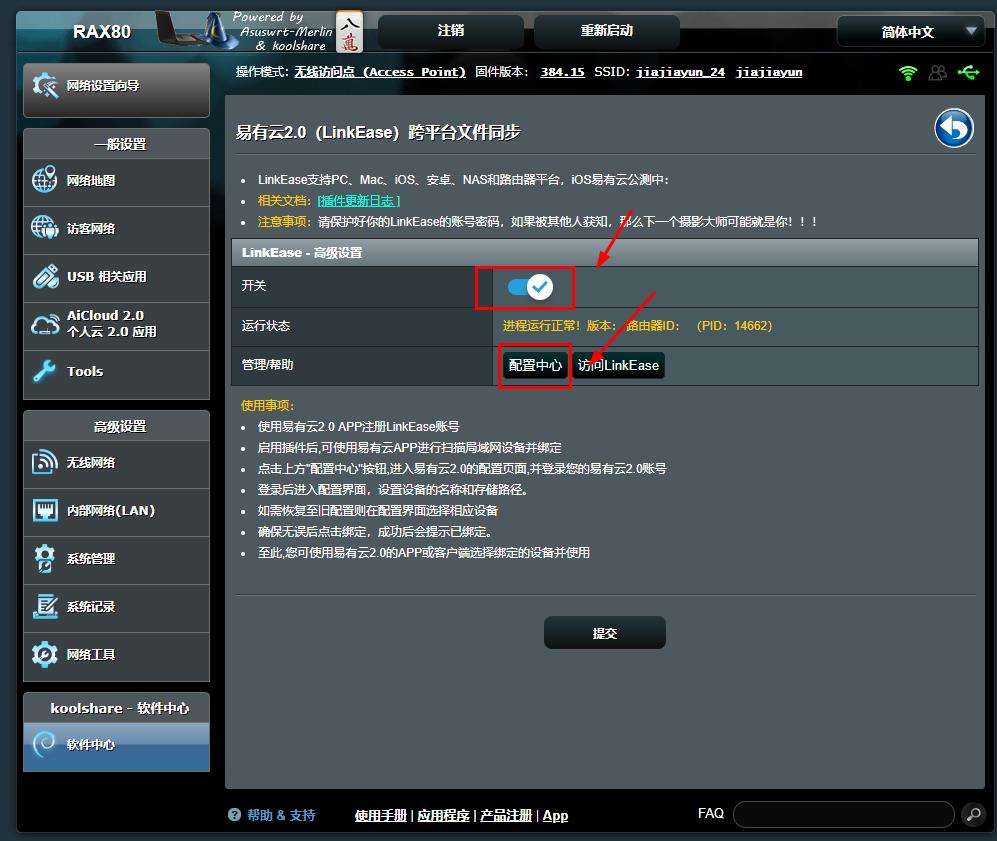 RAX80
Powered by
Asuswrt-Merlin
& koolshare
八萬
注销
重新启动
简体中文
操作模式: 无线访问点 (Access Point) 固件版本: 384.15 SSID: jiajiayun_24 jiajiayun
网络设置向导
一般设置
网络地图
访客网络
USB 相关应用
AiCloud 2.0
个人云 2.0 应用
Tools
高级设置
无线网络
内部网络(LAN)
系统管理
系统记录
网络工具
koolshare - 软件中心
软件中心
易有云2.0（LinkEase）跨平台文件同步
LinkEase支持PC、Mac、iOS、安卓、NAS和路由器平台，iOS易有云公测中：
相关文档：[插件更新日志 ]
注意事项： 请保护好你的LinkEase的账号密码，如果被其他人获知，那么下一个摄影大师可能就是你！！！
LinkEase - 高级设置
开关
运行状态
进程运行正常！版本： 路由器ID： （PID：14662）
管理/帮助
配置中心
访问LinkEase
使用事项：
使用易有云2.0 APP注册LinkEase账号
启用插件后,可使用易有云APP进行扫描局域网设备并绑定
点击上方"配置中心"按钮,进入易有云2.0的配置页面,并登录您的易有云2.0账号
登录后进入配置界面，设置设备的名称和存储路径。
如需恢复至旧配置则在配置界面选择相应设备
确保无误后点击绑定，成功后会提示已绑定。
至此,您可使用易有云2.0的APP或客户端选择绑定的设备并使用
提交
帮助 & 支持
使用手册 | 应用程序 | 产品注册 | App
FAQ